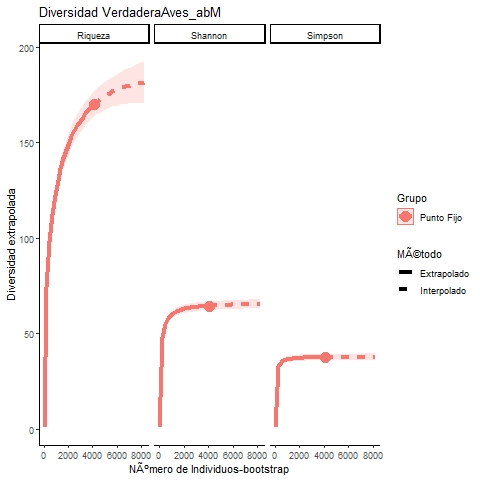 Diversidad VerdaderaAves_abM
Riqueza Shannon Simpson
200
150
100
50
0
Diversidad extrapolada
0 2000 4000 6000 8000 0 2000 4000 6000 8000 0 2000 4000 6000 8000
NÃºmero de Individuos-bootstrap
Grupo
Punto Fijo
MÃ©todo
Extrapolado
Interpolado